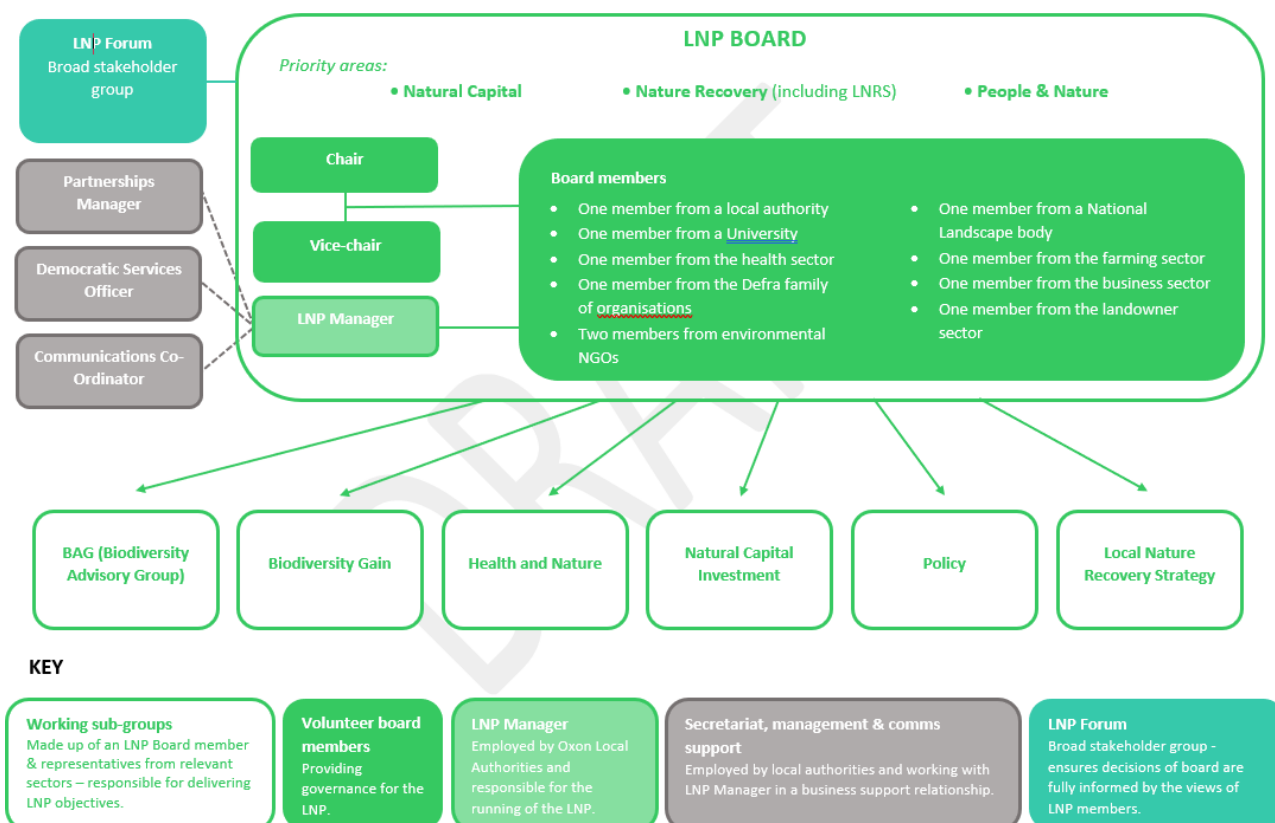 LNP Forum
Broad stakeholder
group
LNP BOARD
Priority areas:
• Natural Capital
• Nature Recovery (including LNRS)
• People & Nature
Partnerships
Manager
Democratic Services
Officer
Communications Co-
Ordinator
Chair
Vice-chair
LNP Manager
Board members
• One member from a local authority
• One member from a University
• One member from the health sector
• One member from the Defra family
of organisations
• Two members from environmental
NGOs
• One member from a National
Landscape body
• One member from the farming sector
• One member from the business sector
• One member from the landowner
sector
DRAFT
BAG (Biodiversity
Advisory Group)
Biodiversity Gain
Health and Nature
Natural Capital
Investment
Policy
Local Nature
Recovery Strategy
KEY
Working sub-groups
Made up of an LNP Board member
& representatives from relevant
sectors – responsible for delivering
LNP objectives.
Volunteer board
members
Providing
governance for the
LNP.
LNP Manager
Employed by Oxon Local
Authorities and
responsible for the
running of the LNP.
Secretariat, management & comms
support
Employed by local authorities and working with
LNP Manager in a business support relationship.
LNP Forum
Broad stakeholder group -
ensures decisions of board are
fully informed by the views of
LNP members.